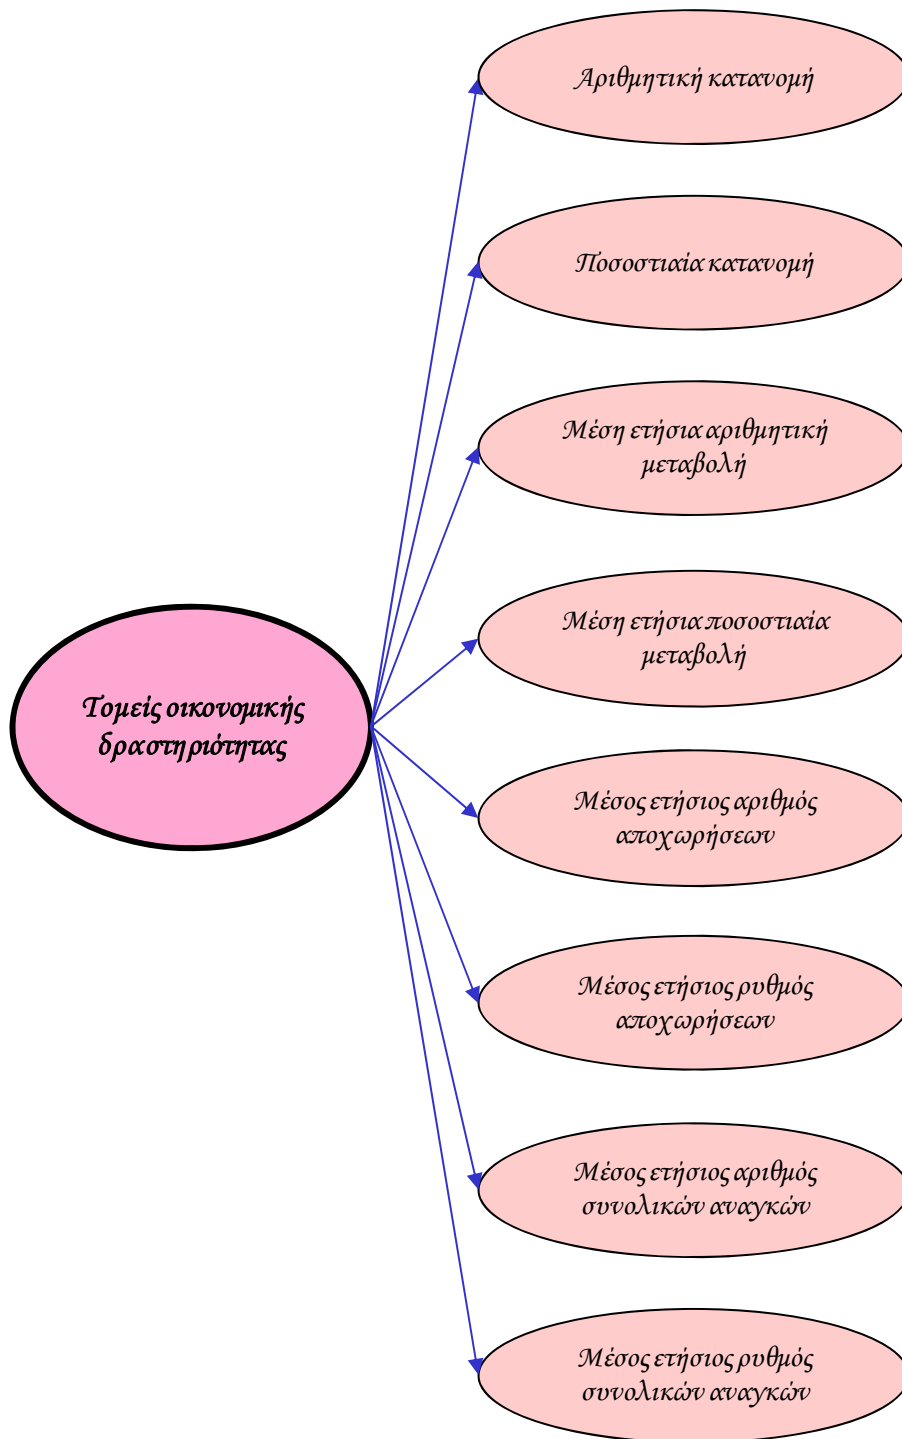 Αριθμητική κατανομή
Ποσοστιαία κατανομή
Μέση ετήσια αριθμητική
μεταβολή
Μέση ετήσια ποσοστιαία
μεταβολή
Τομείς οικονομικής
δραστηριότητας
Μέσος ετήσιος αριθμός
αποχωρήσεων
Μέσος ετήσιος ρυθμός
αποχωρήσεων
Μέσος ετήσιος αριθμός
συνολικών αναγκών
Μέσος ετήσιος ρυθμός
συνολικών αναγκών